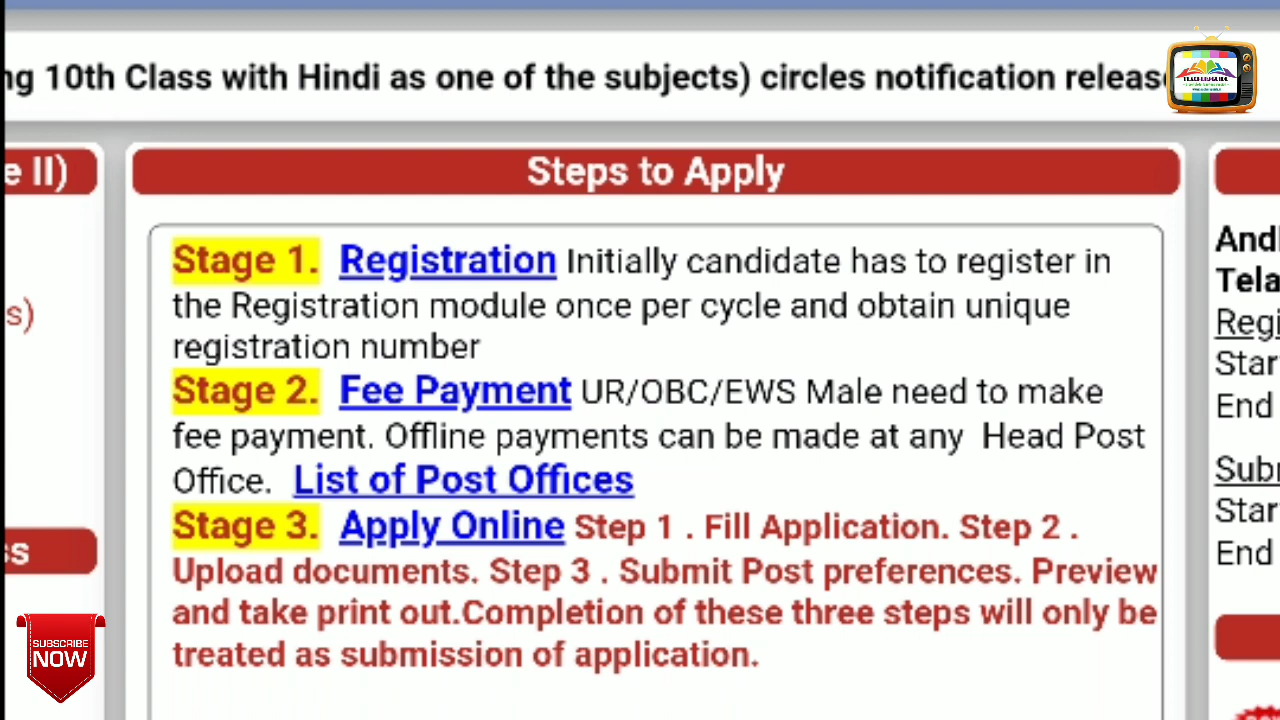 ng 10th Class with Hindi as one of the subjects) circles notification releas
e II)
Steps to Apply
Stage 1. Registration Initially candidate has to register in
the Registration module once per cycle and obtain unique
registration number
Stage 2. Fee Payment UR/OBC/EWS Male need to make
fee payment. Offline payments can be made at any Head Post
Office. List of Post Offices
Stage 3. Apply Online Step 1 . Fill Application. Step 2 .
Upload documents. Step 3 . Submit Post preferences. Preview
and take print out.Completion of these three steps will only be
treated as submission of application.
s)
ss
And
Tela
Regi
Star
End
Subr
Star
End
SUBSCRIBE
NOW